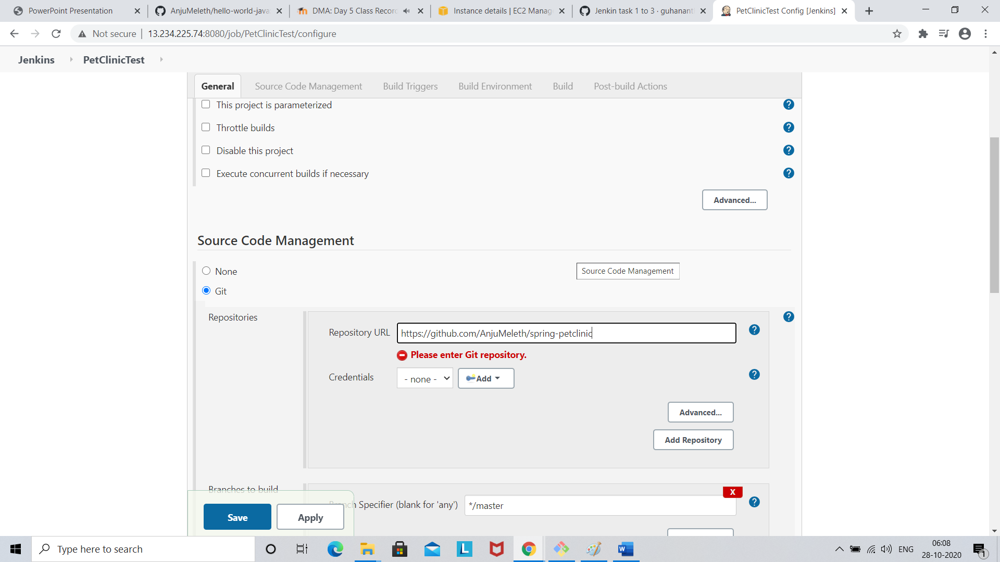 PowerPoint Presentation
AnjuMeleth/hello-world-java
DMA: Day 5 Class Record
Instance details | EC2 Manag
Jenkin task 1 to 3 · guhanant
PetClinicTest Config [Jenkins]
Not secure
13.234.225.74:8080/job/PetClinicTest/configure
Jenkins
PetClinicTest
General
Source Code Management
Build Triggers
Build Environment
Build
Post-build Actions
This project is parameterized
Throttle builds
Disable this project
Execute concurrent builds if necessary
Advanced...
Source Code Management
None
Source Code Management
Git
Repositories
Repository URL
https://github.com/AnjuMeleth/spring-petclinic
Please enter Git repository.
Credentials
- none -
Add
Advanced...
Add Repository
Branches to build
X
Branch Specifier (blank for 'any')
*/master
Save
Apply
Type here to search
ENG
06:08
28-10-2020
1